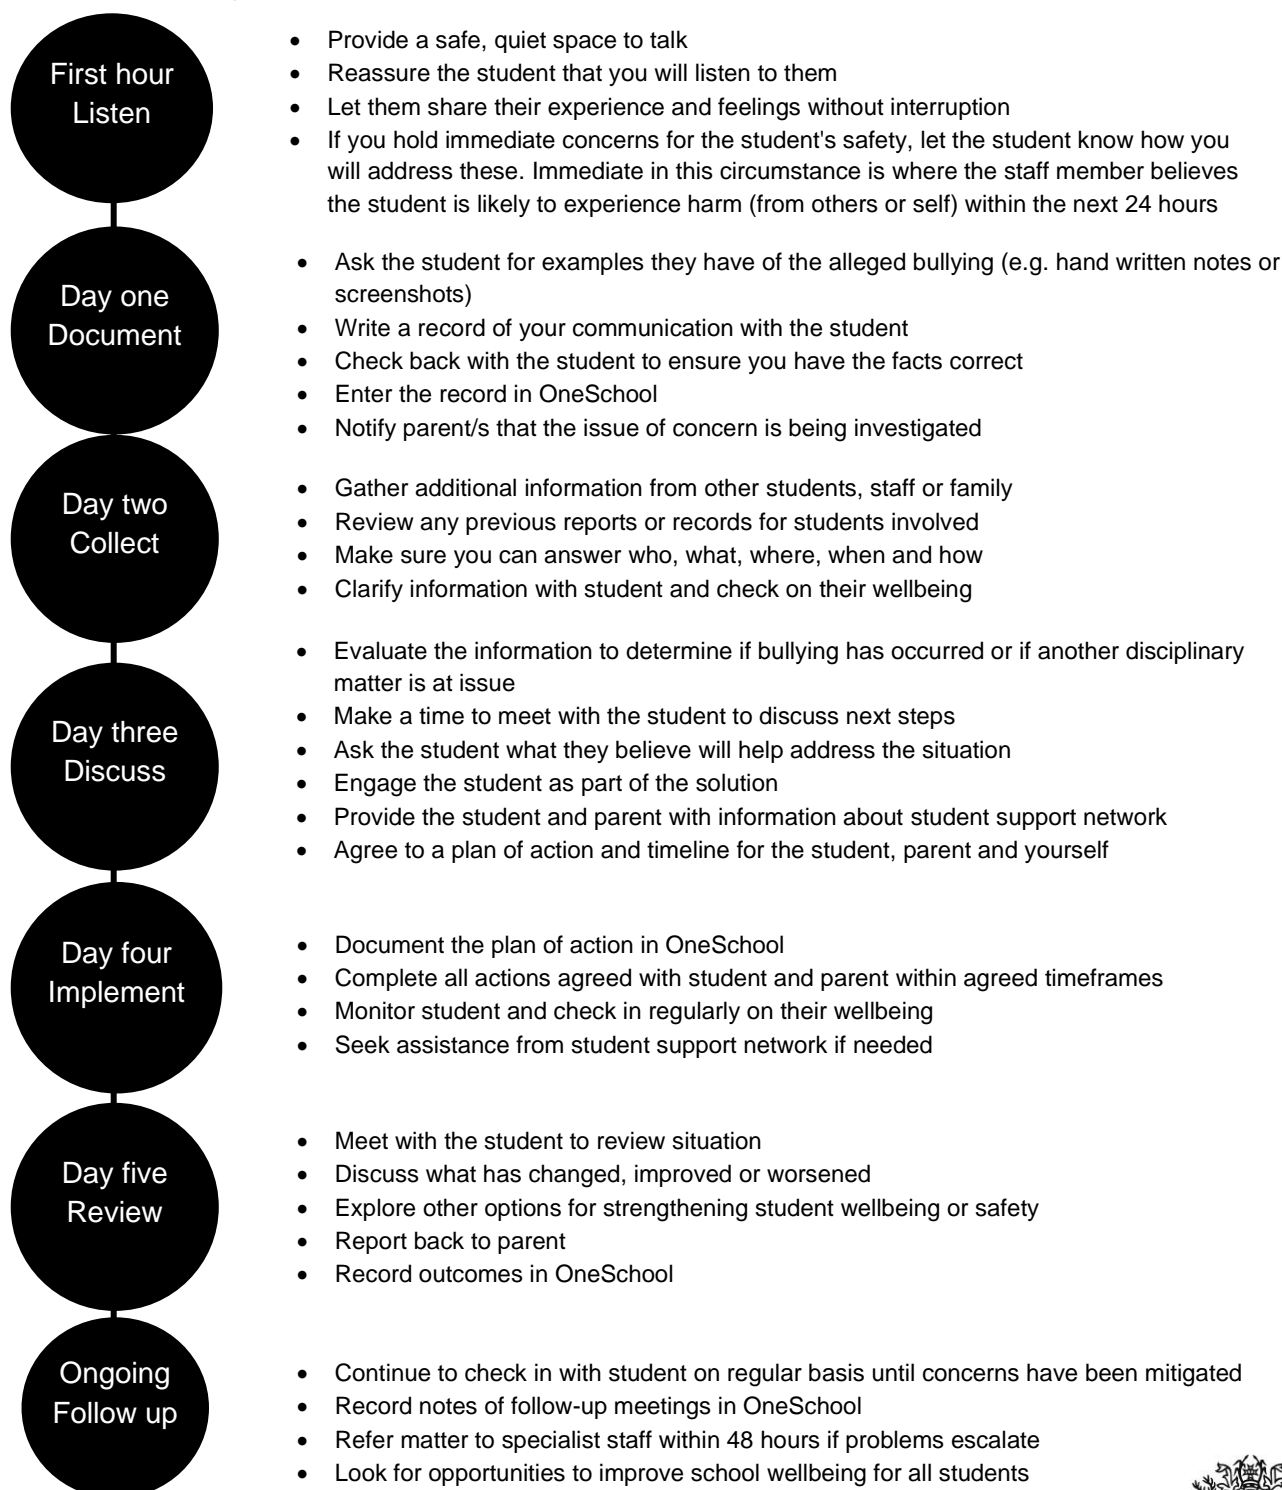 First hour
Listen
• Provide a safe, quiet space to talk
• Reassure the student that you will listen to them
• Let them share their experience and feelings without interruption
• If you hold immediate concerns for the student's safety, let the student know how you
will address these. Immediate in this circumstance is where the staff member believes
the student is likely to experience harm (from others or self) within the next 24 hours
Day one
Document
• Ask the student for examples they have of the alleged bullying (e.g. hand written notes or
screenshots)
• Write a record of your communication with the student
• Check back with the student to ensure you have the facts correct
• Enter the record in OneSchool
• Notify parent/s that the issue of concern is being investigated
Day two
Collect
• Gather additional information from other students, staff or family
• Review any previous reports or records for students involved
• Make sure you can answer who, what, where, when and how
• Clarify information with student and check on their wellbeing
Day three
Discuss
• Evaluate the information to determine if bullying has occurred or if another disciplinary
matter is at issue
• Make a time to meet with the student to discuss next steps
• Ask the student what they believe will help address the situation
• Engage the student as part of the solution
• Provide the student and parent with information about student support network
• Agree to a plan of action and timeline for the student, parent and yourself
Day four
Implement
• Document the plan of action in OneSchool
• Complete all actions agreed with student and parent within agreed timeframes
• Monitor student and check in regularly on their wellbeing
• Seek assistance from student support network if needed
Day five
Review
• Meet with the student to review situation
• Discuss what has changed, improved or worsened
• Explore other options for strengthening student wellbeing or safety
• Report back to parent
• Record outcomes in OneSchool
Ongoing
Follow up
• Continue to check in with student on regular basis until concerns have been mitigated
• Record notes of follow-up meetings in OneSchool
• Refer matter to specialist staff within 48 hours if problems escalate
• Look for opportunities to improve school wellbeing for all students